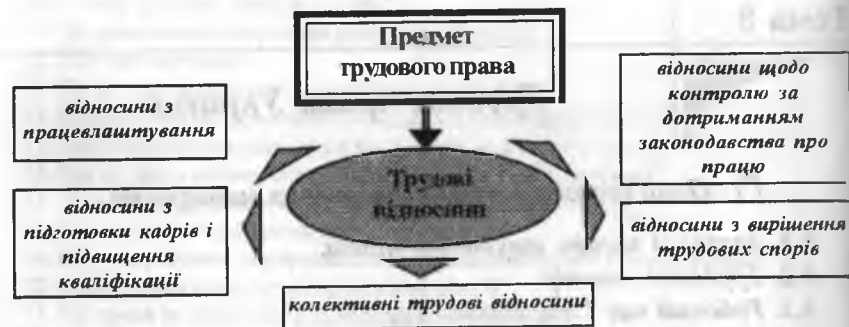 Предмет
трудового права
відносини з
працевлаштування
відносини щодо
контролю за
дотриманням
законодавства про
працю
Трудові
відносини
відносини з
підготовки кадрів і
підвищення
кваліфікації
відносини з вирішення
трудових спорів
колективні трудові відносини